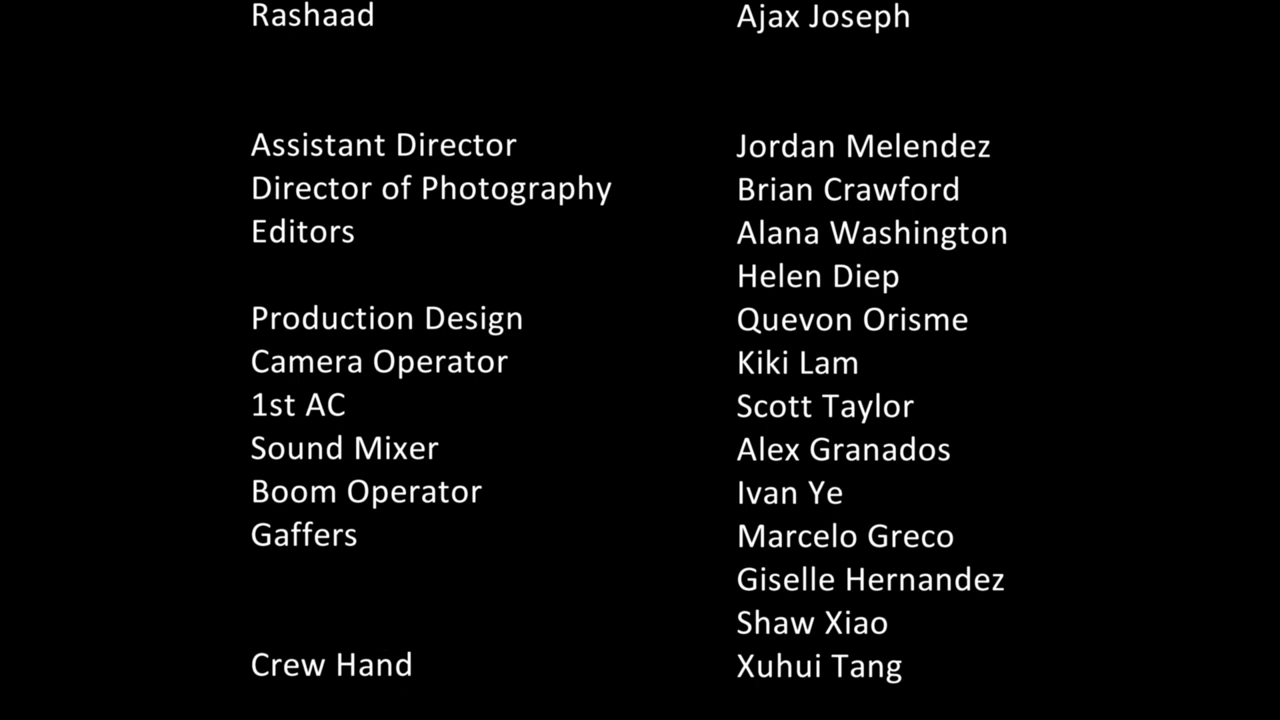 Rashaad Ajax Joseph
Assistant Director Jordan Melendez
Director of Photography Brian Crawford
Editors Alana Washington
Helen Diep
Production Design Quevon Orisme
Camera Operator Kiki Lam
1st AC Scott Taylor
Sound Mixer Alex Granados
Boom Operator Ivan Ye
Gaffers Marcelo Greco
Giselle Hernandez
Shaw Xiao
Crew Hand Xuhui Tang